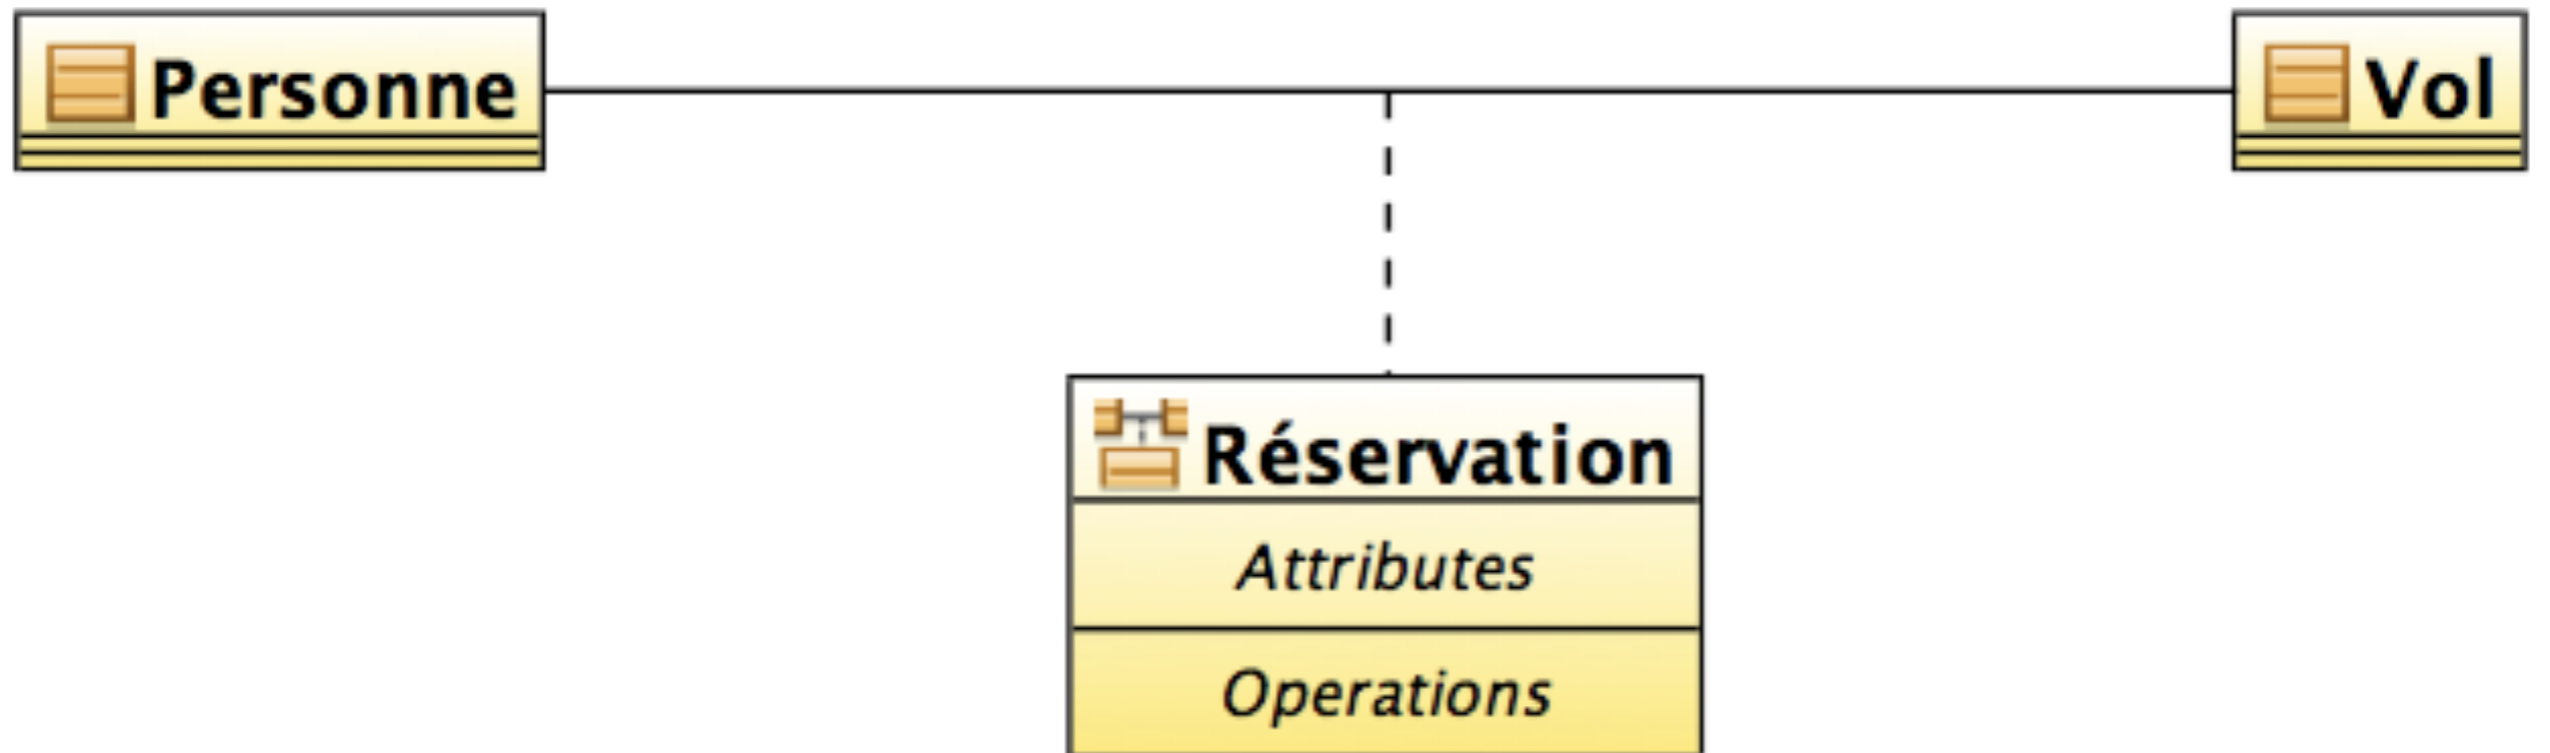 Personne
Vol
Réservation
Attributes
Operations